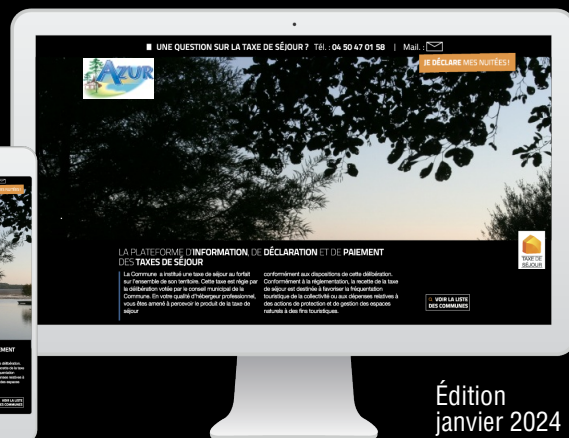 ■ UNE QUESTION SUR LA TAXE DE SÉJOUR ? Tél. : 04 50 47 01 58 | Mail. :
JE DÉCLARE MES NUITÉES !
AZUR
LA PLATEFORME D'INFORMATION, DE DÉCLARATION ET DE PAIEMENT
DES TAXES DE SÉJOUR
La Commune a institué une taxe de séjour au forfait
sur l'ensemble de son territoire. Cette taxe est régie par
la délibération votée par le conseil municipal de la
Commune. En votre qualité d'hébergeur professionnel,
vous êtes amené à percevoir le produit de la taxe de
séjour
conformément aux dispositions de cette délibération.
Conformément à la réglementation, la recette de la taxe
de séjour est destinée à favoriser la fréquentation
touristique de la collectivité ou aux dépenses relatives à
des actions de protection et de gestion des espaces
naturels à des fins touristiques.
TAXE DE
SÉJOUR
VOIR LA LISTE
DES COMMUNES
EMENT
VOIR LA LISTE
DES COMMUNES
Édition
janvier 2024